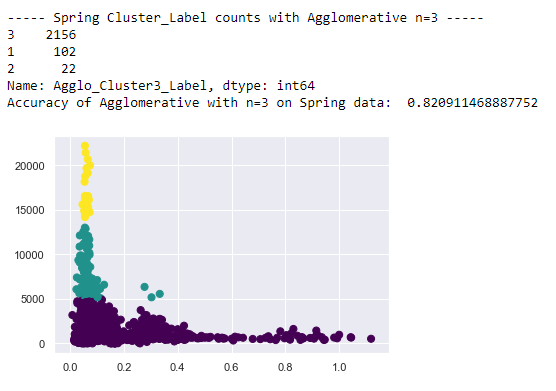 ----- Spring Cluster_Label counts with Agglomerative n=3 -----
3    2156
1     102
2      22
Name: Agglo_Cluster3_Label, dtype: int64
Accuracy of Agglomerative with n=3 on Spring data:  0.820911468887752
20000
15000
10000
5000
0
0.0 0.2 0.4 0.6 0.8 1.0